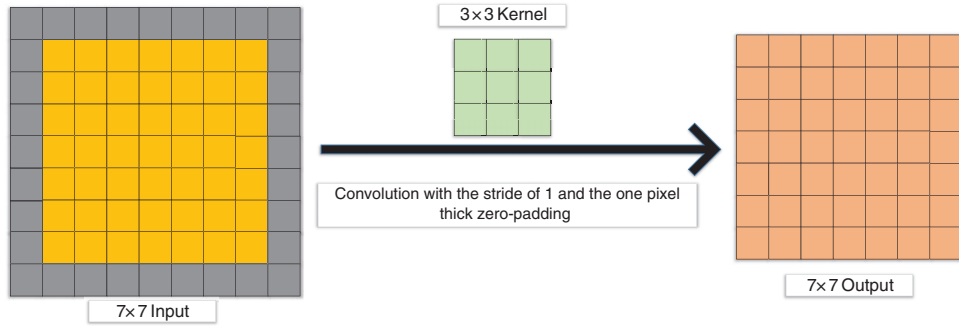 3×3 Kernel
Convolution with the stride of 1 and the one pixel
thick zero-padding
7×7 Input
7×7 Output